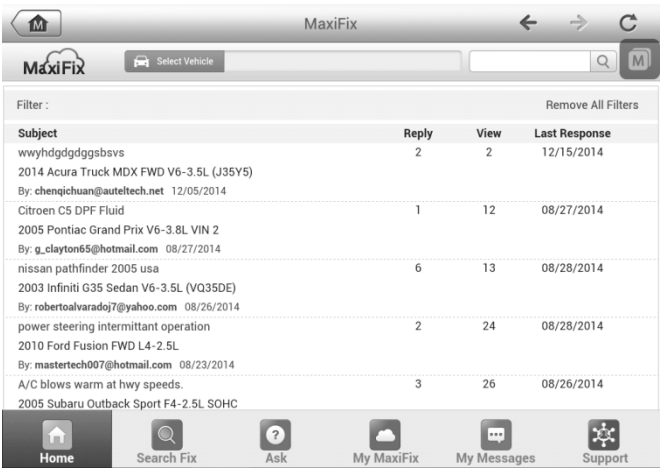 M
MaxiFix
MaxiFix
Select Vehicle
M
Filter :
Remove All Filters
Subject Reply View Last Response
wwyhdgdgdggsbsvs 2 2 12/15/2014
2014 Acura Truck MDX FWD V6-3.5L (J35Y5)
By: chenqichuan@auteltech.net 12/05/2014
Citroen C5 DPF Fluid 1 12 08/27/2014
2005 Pontiac Grand Prix V6-3.8L VIN 2
By: g_clayton65@hotmail.com 08/27/2014
nissan pathfinder 2005 usa 6 13 08/28/2014
2003 Infiniti G35 Sedan V6-3.5L (VQ35DE)
By: robertoalvaradoj7@yahoo.com 08/26/2014
power steering intermittant operation 2 24 08/28/2014
2010 Ford Fusion FWD L4-2.5L
By: mastertech007@hotmail.com 08/23/2014
A/C blows warm at hwy speeds. 3 26 08/26/2014
2005 Subaru Outback Sport F4-2.5L SOHC
Home Search Fix Ask My MaxiFix My Messages Support